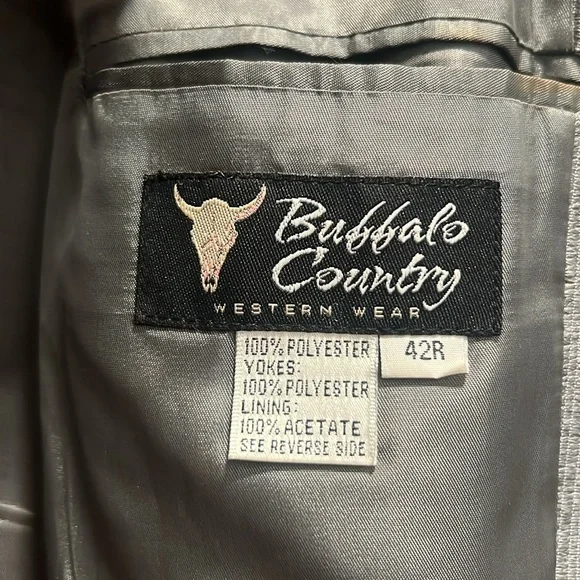 Buffalo
Country
WESTERN WEAR
100% POLYESTER
YOKES:
100% POLYESTER
LINING:
100% ACETATE
SEE REVERSE SIDE
42R